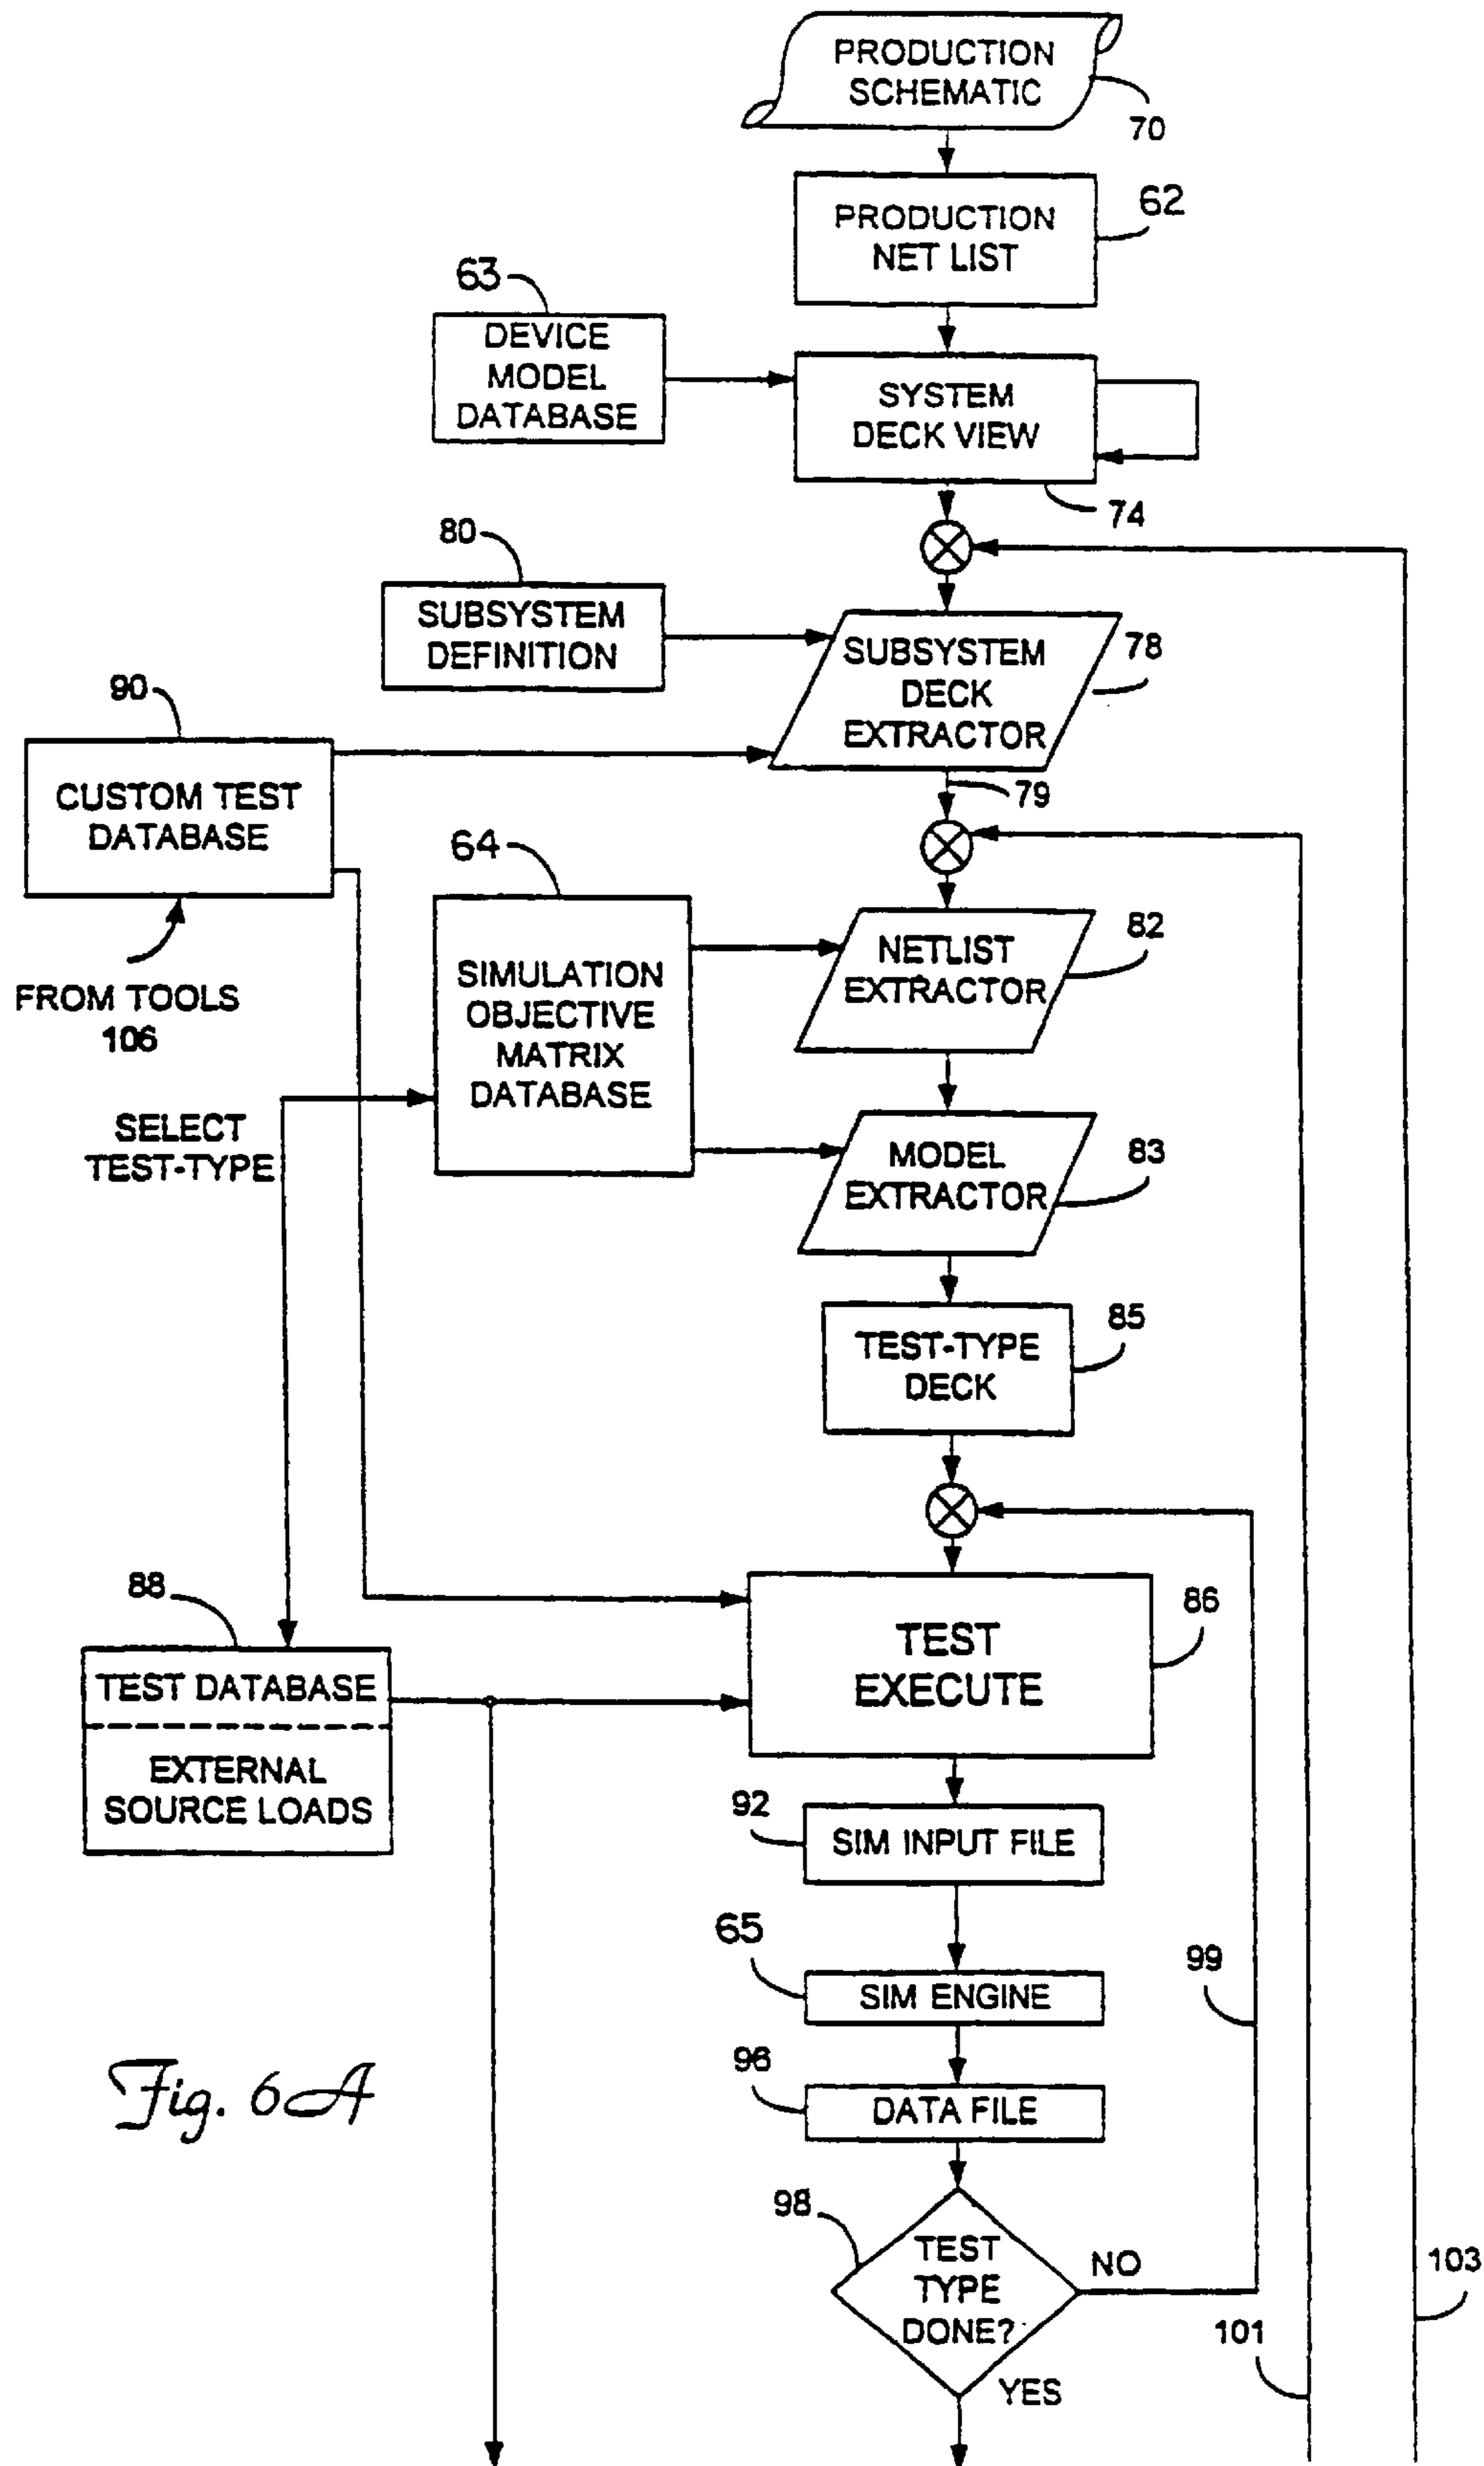 PRODUCTION
SCHEMATIC
70
PRODUCTION
NET LIST
62
63
DEVICE
MODEL
DATABASE
SYSTEM
DECK VIEW
74
80
SUBSYSTEM
DEFINITION
SUBSYSTEM
DECK
EXTRACTOR
78
79
90
CUSTOM TEST
DATABASE
FROM TOOLS
106
64
SIMULATION
OBJECTIVE
MATRIX
DATABASE
NETLIST
EXTRACTOR
82
SELECT
TEST-TYPE
MODEL
EXTRACTOR
83
TEST-TYPE
DECK
85
88
TEST DATABASE
EXTERNAL
SOURCE LOADS
TEST
EXECUTE
86
92
SIM INPUT FILE
65
SIM ENGINE
99
96
DATA FILE
98
TEST
TYPE
DONE?
NO
YES
101
103
Fig. 6A